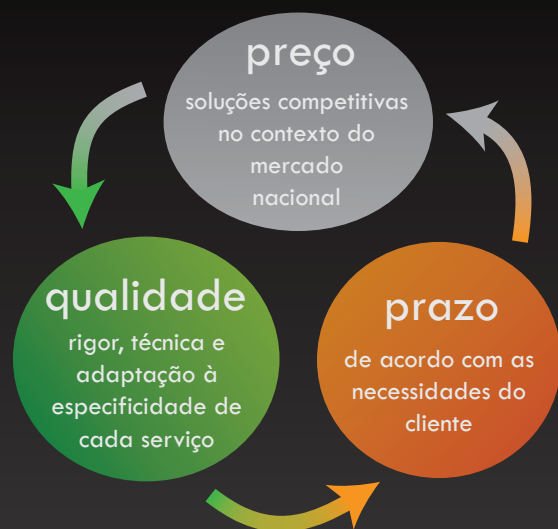 preço
soluções competitivas
no contexto do
mercado
nacional
qualidade
rigor, técnica e
adaptação à
especificidade de
cada serviço
prazo
de acordo com as
necessidades do
cliente